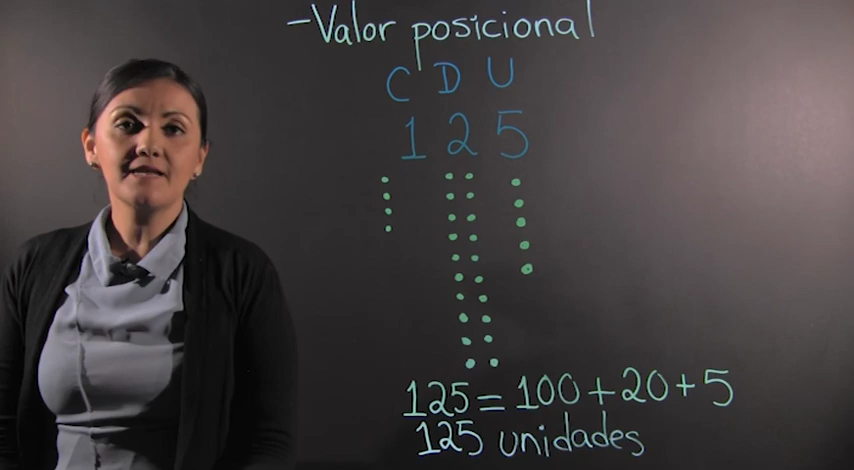 -Valor posicional
C D U
1 2 5
125=100+20+5
125 unidades